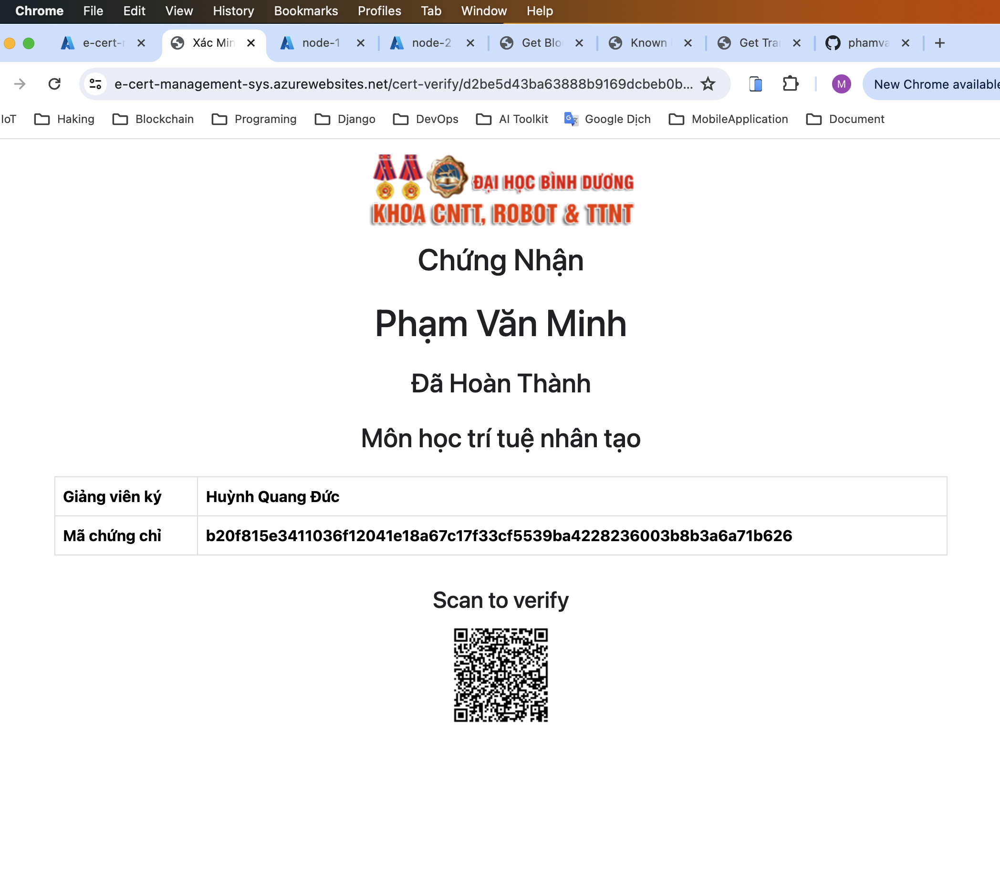 Chrome File Edit View History Bookmarks Profiles Tab Window Help
e-cert-r Xác Min node-1 node-2 Get Blo Known Get Tra phamva
e-cert-management-sys.azurewebsites.net/cert-verify/d2be5d43ba63888b9169dcbeb0b... M New Chrome available
IoT Haking Blockchain Programing Django DevOps AI Toolkit Google Dịch MobileApplication Document
ĐẠI HỌC BÌNH DƯƠNG
KHOA CNTT, ROBOT & TTNT
Chứng Nhận
Phạm Văn Minh
Đã Hoàn Thành
Môn học trí tuệ nhân tạo
Giảng viên ký Huỳnh Quang Đức
Mã chứng chỉ b20f815e3411036f12041e18a67c17f33cf5539ba4228236003b8b3a6a71b626
Scan to verify